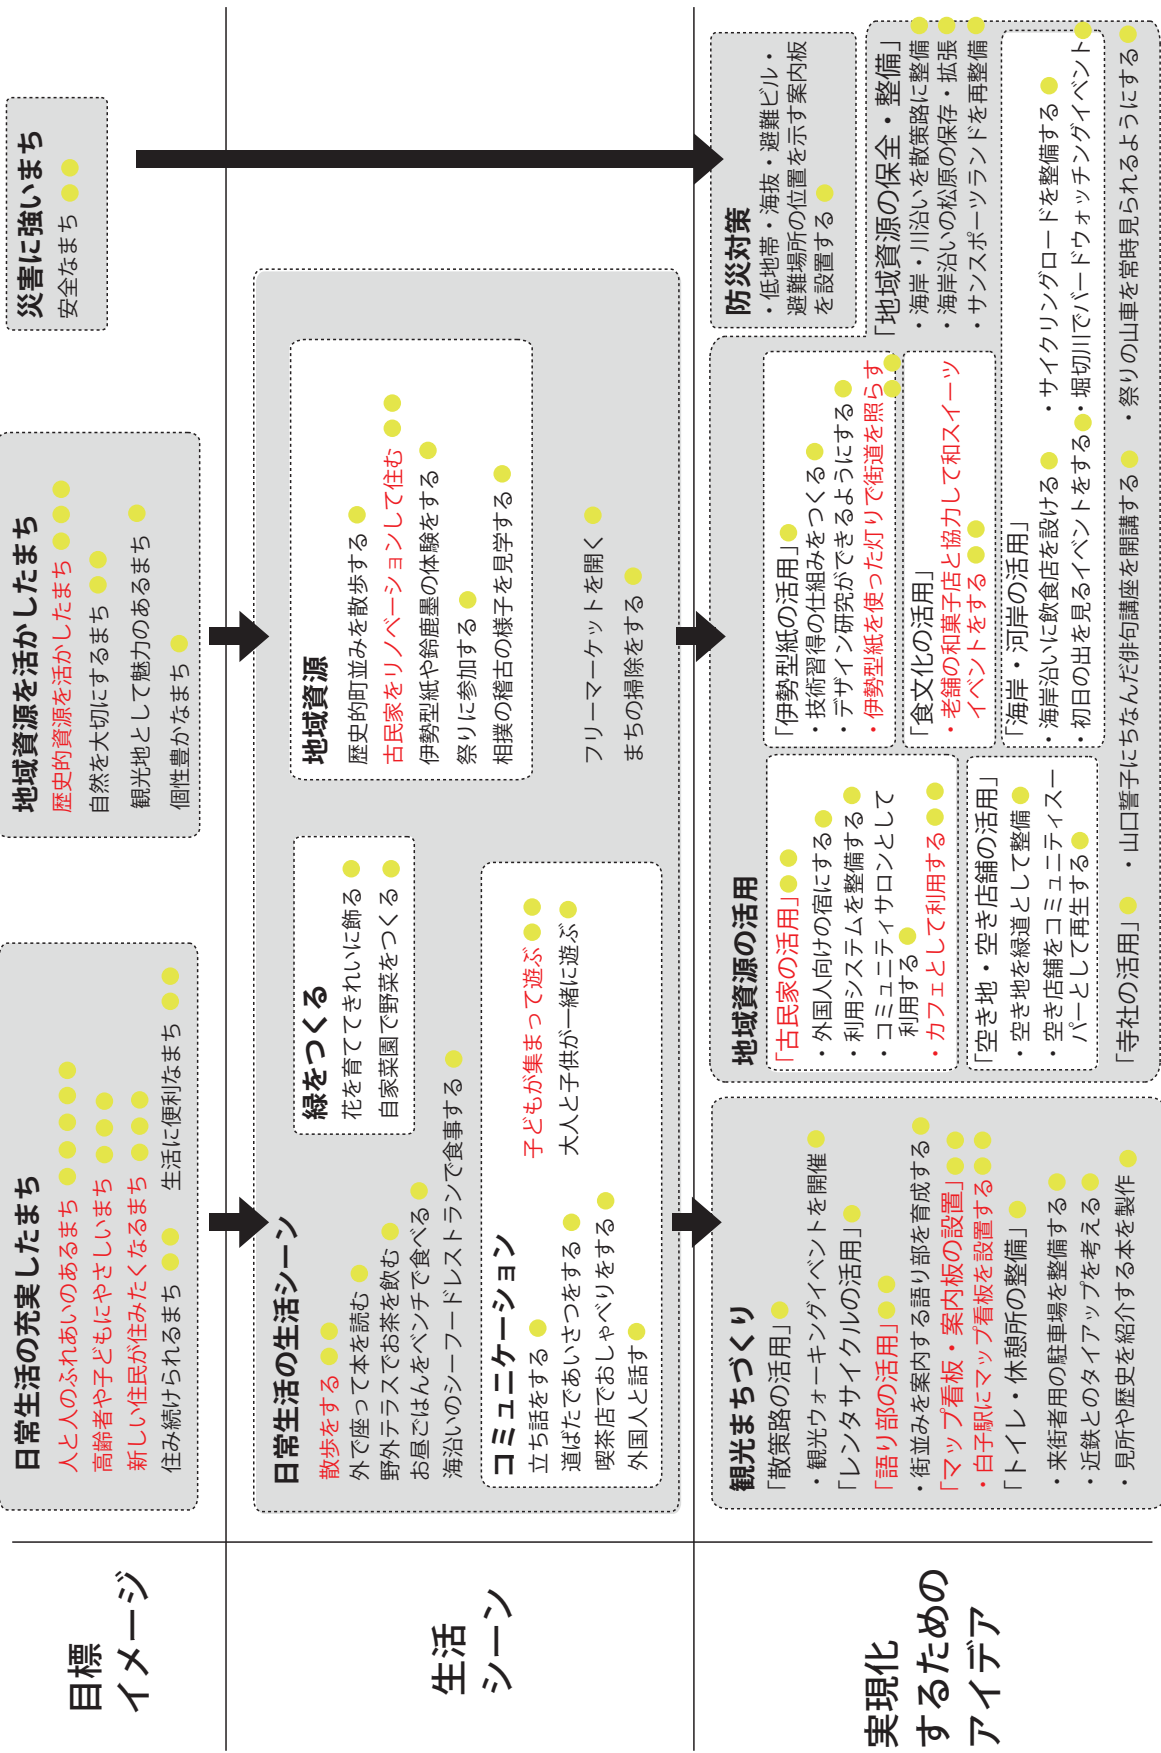 目標
イメージ
日常生活の充実したまち
人と人のふれあいのあるまち
高齢者や子どもにやさしいまち
新しい住民が住みたくなるまち
住み続けられるまち
生活に便利なまち
地域資源を活かしたまち
歴史的資源を活かしたまち
自然を大切にするまち
観光地として魅力のあるまち
個性豊かなまち
災害に強いまち
安全なまち
生活
シーン
日常生活の生活シーン
散歩をする
外で座って本を読む
野外テラスでお茶を飲む
お昼ごはんをベンチで食べる
海沿いのシーフードレストランで食事する
緑をつくる
花を育ててきれいに飾る
自家菜園で野菜をつくる
コミュニケーション
立ち話をする
道ばたであいさつをする
喫茶店でおしゃべりをする
外国人と話す
子どもが集まって遊ぶ
大人と子供が一緒に遊ぶ
地域資源
歴史的町並みを散歩する
古民家をリノベーションして住む
伊勢型紙や鈴鹿墨の体験をする
祭りに参加する
相撲の稽古の様子を見学する
フリーマーケットを開く
まちの掃除をする
実現化
するための
アイデア
観光まちづくり
「散策路の活用」
・観光ウォーキングイベントを開催
「レンタサイクルの活用」
「語り部の活用」
・街並みを案内する語り部を育成する
「マップ看板・案内板の設置」
・白子駅にマップ看板を設置する
「トイレ・休憩所の整備」
・来街者用の駐車場を整備する
・近鉄とのタイアップを考える
・見所や歴史を紹介する本を製作
地域資源の活用
「古民家の活用」
・外国人向けの宿にする
・利用システムを整備する
・コミュニティサロンとして
利用する
・カフェとして利用する
「空き地・空き店舗の活用」
・空き地を緑道として整備
・空き店舗をコミュニティスー
パーとして再生する
「寺社の活用」
・山口誓子にちなんだ俳句講座を開講する
・祭りの山車を常時見られるようにする
「伊勢型紙の活用」
・技術習得の仕組みをつくる
・デザイン研究ができるようにする
・伊勢型紙を使った灯りで街道を照らす
「食文化の活用」
・老舗の和菓子店と協力して和スイーツ
イベントをする
「海岸・河岸の活用」
・海岸沿いに飲食店を設ける
・サイクリングロードを整備する
・初日の出を見るイベントをする
・堀切川でバードウォッチングイベント
防災対策
・低地帯・海抜・避難ビル・
避難場所の位置を示す案内板
を設置する
「地域資源の保全・整備」
・海岸・川沿いを散策路に整備
・海岸沿いの松原の保存・拡張
・サンスポーツランドを再整備